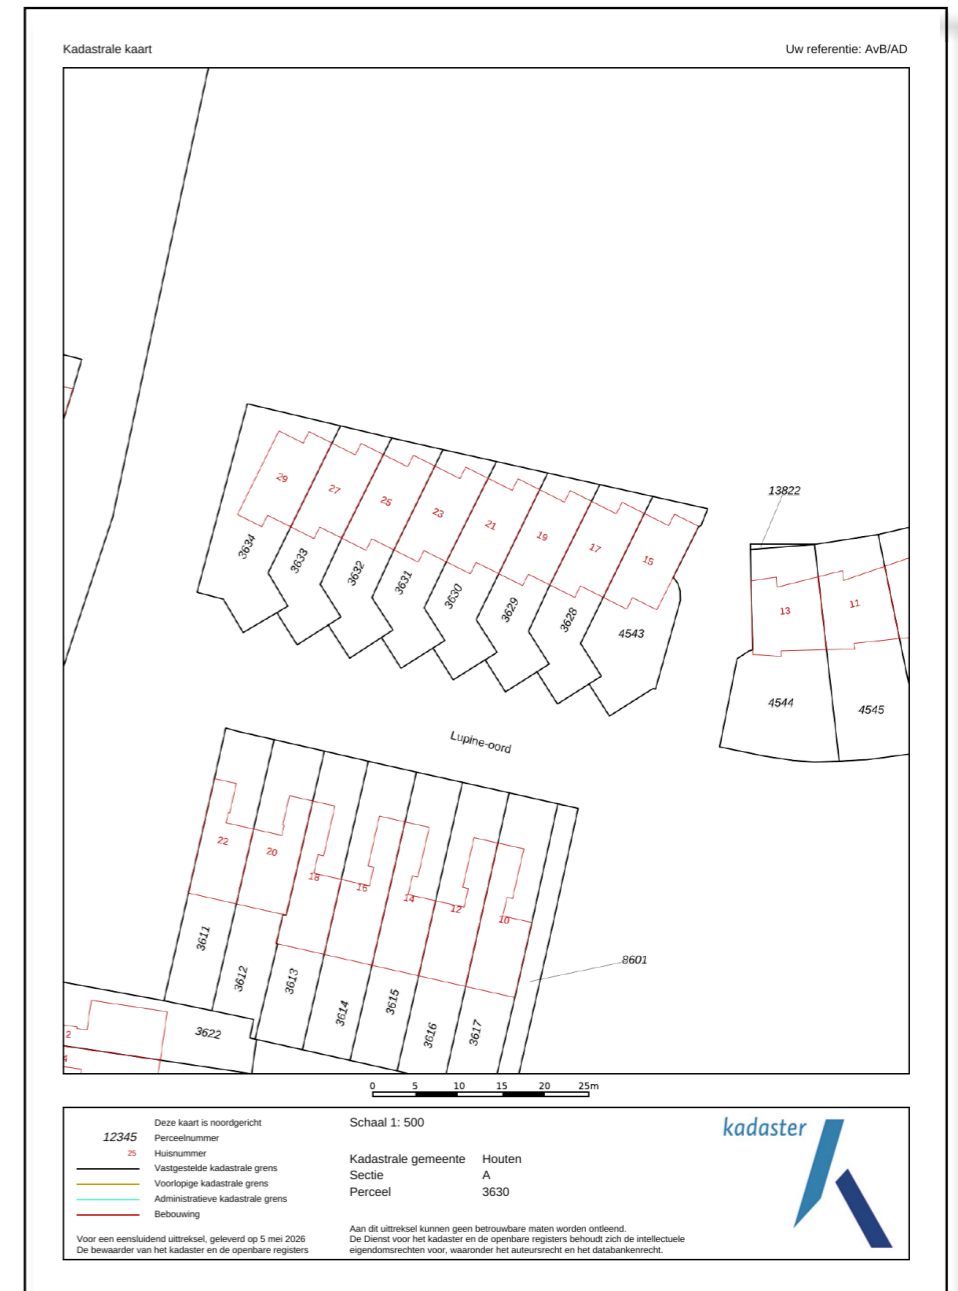 Kadastrale kaart
Uw referentie: AvB/AD
13822
29
27
25
23
21
19
17
15
13
11
3634
3633
3632
3631
3630
3629
3628
4543
4544
4545
Lupine-oord
22
20
18
16
14
12
10
3611
3612
3613
3614
3615
3616
3617
8601
3622
2
4
0 5 10 15 20 25m
Deze kaart is noordgericht
12345 Perceelnummer
25 Huisnummer
Vastgestelde kadastrale grens
Voorlopige kadastrale grens
Administratieve kadastrale grens
Bebouwing
Voor een eensluidend uittreksel, geleverd op 5 mei 2026
De bewaarder van het kadaster en de openbare registers
Schaal 1: 500
Kadastrale gemeente Houten
Sectie A
Perceel 3630
Aan dit uittreksel kunnen geen betrouwbare maten worden ontleend.
De Dienst voor het kadaster en de openbare registers behoudt zich de intellectuele
eigendomsrechten voor, waaronder het auteursrecht en het databankenrecht.
kadaster